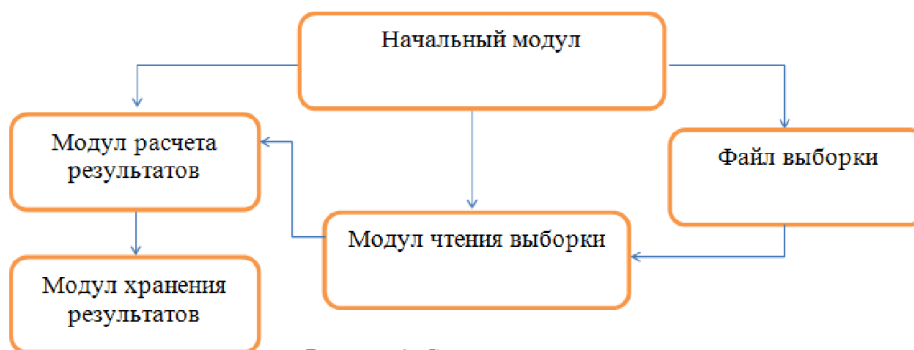 Начальный модул
Модул расчета
результатов
Файл выборки
Модул чтения выборки
Модул хранения
результатов